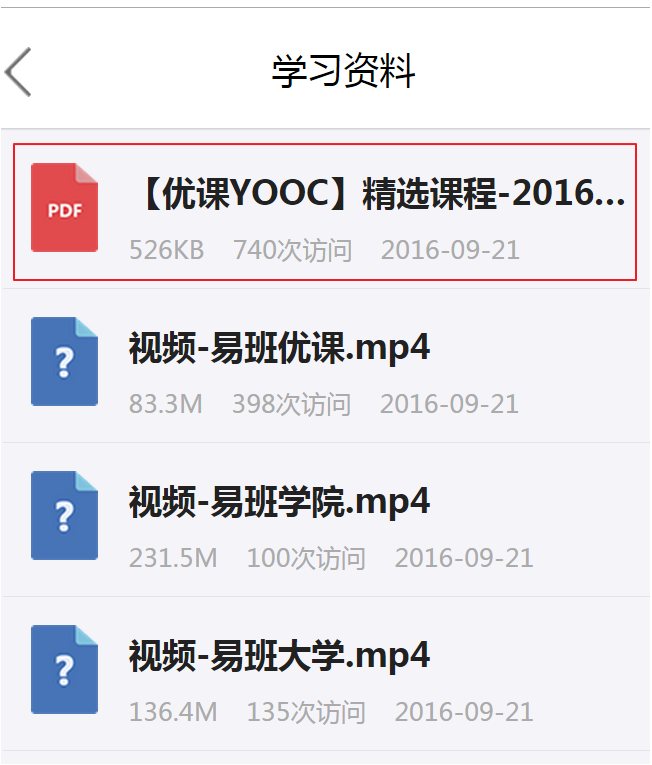 学习资料
PDF
【优课YOOC】精选课程-2016...
526KB 740次访问 2016-09-21
?
视频-易班优课.mp4
83.3M 398次访问 2016-09-21
?
视频-易班学院.mp4
231.5M 100次访问 2016-09-21
?
视频-易班大学.mp4
136.4M 135次访问 2016-09-21